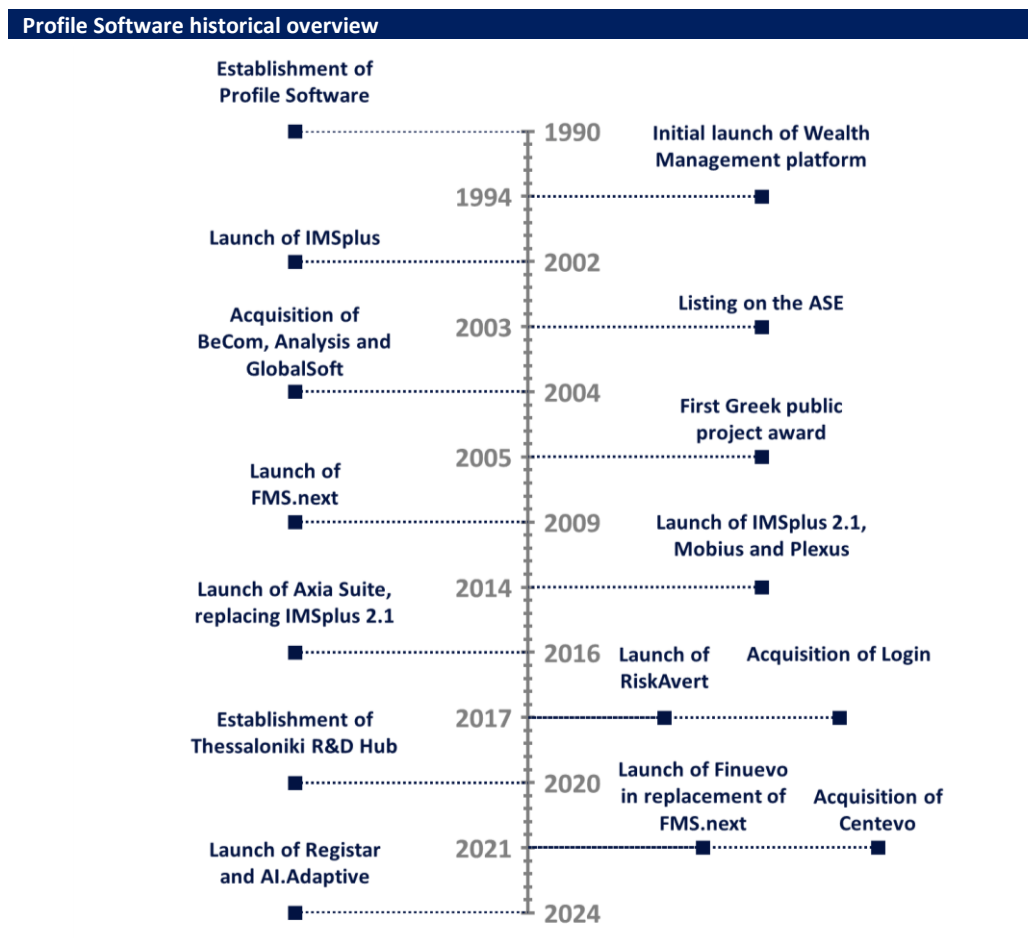 Profile Software historical overview
Establishment of
Profile Software
1990
Initial launch of Wealth
Management platform
1994
Launch of IMSplus
2002
Listing on the ASE
2003
Acquisition of
BeCom, Analysis and
GlobalSoft
2004
First Greek public
project award
2005
Launch of
FMS.next
2009
Launch of IMSplus 2.1,
Mobius and Plexus
2014
Launch of Axia Suite,
replacing IMSplus 2.1
2016
Launch of
RiskAvert
Acquisition of Login
2017
Establishment of
Thessaloniki R&D Hub
2020
Launch of Finuevo
in replacement of
FMS.next
Acquisition of
Centevo
2021
Launch of Registar
and AI.Adaptive
2024